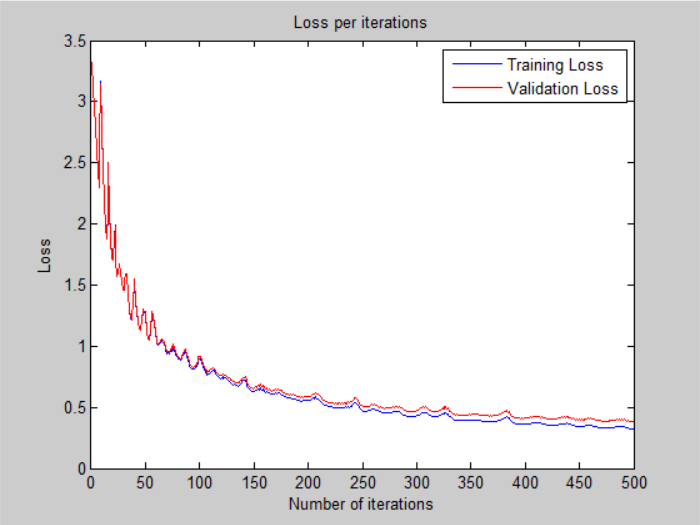 Loss per iterations
3.5
3
2.5
2
1.5
1
0.5
0
Loss
Training Loss
Validation Loss
0 50 100 150 200 250 300 350 400 450 500
Number of iterations